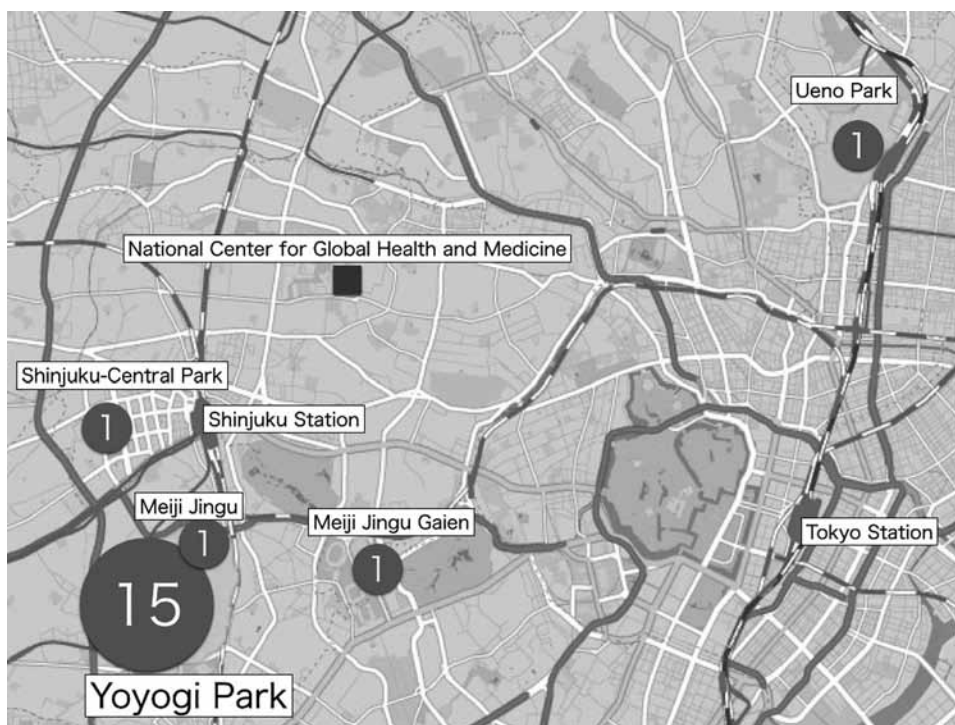 Ueno Park
1
National Center for Global Health and Medicine
Shinjuku-Central Park
1
Shinjuku Station
Meiji Jingu
1
Meiji Jingu Gaien
1
Tokyo Station
15
Yoyogi Park